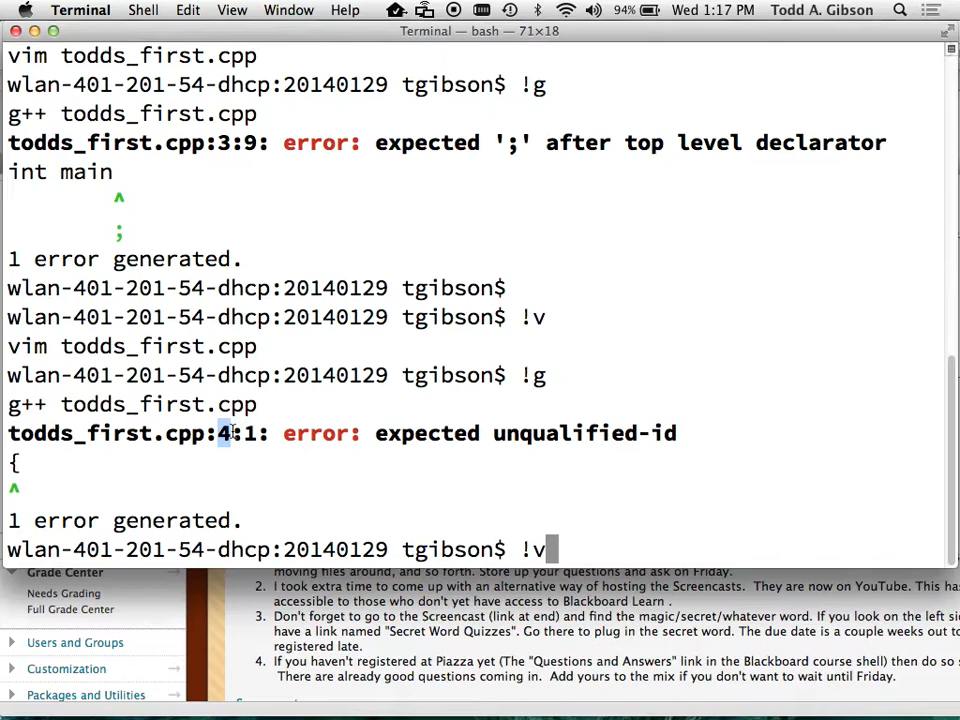 Terminal Shell Edit View Window Help 94% Wed 1:17 PM Todd A. Gibson
Terminal — bash — 71×18
vim todds_first.cpp
wlan-401-201-54-dhcp:20140129 tgibson$ !g
g++ todds_first.cpp
todds_first.cpp:3:9: error: expected ';' after top level declarator
int main
^
;
1 error generated.
wlan-401-201-54-dhcp:20140129 tgibson$
wlan-401-201-54-dhcp:20140129 tgibson$ !v
vim todds_first.cpp
wlan-401-201-54-dhcp:20140129 tgibson$ !g
g++ todds_first.cpp
todds_first.cpp:4:1: error: expected unqualified-id
{
^
1 error generated.
wlan-401-201-54-dhcp:20140129 tgibson$ !v
Grade Center
Needs Grading
Full Grade Center
Users and Groups
Customization
Packages and Utilities
moving files around, and so forth. Store up your questions and ask on Friday.
2. I took extra time to come up with an alternative way of hosting the Screencasts. They are now on YouTube. This has
accessible to those who don't yet have access to Blackboard Learn .
3. Don't forget to go to the Screencast (link at end) and find the magic/secret/whatever word. If you look on the left si
have a link named "Secret Word Quizzes". Go there to plug in the secret word. The due date is a couple weeks out to
registered late.
4. If you haven't registered at Piazza yet (The "Questions and Answers" link in the Blackboard course shell) then do so s
There are already good questions coming in. Add yours to the mix if you don't want to wait until Friday.